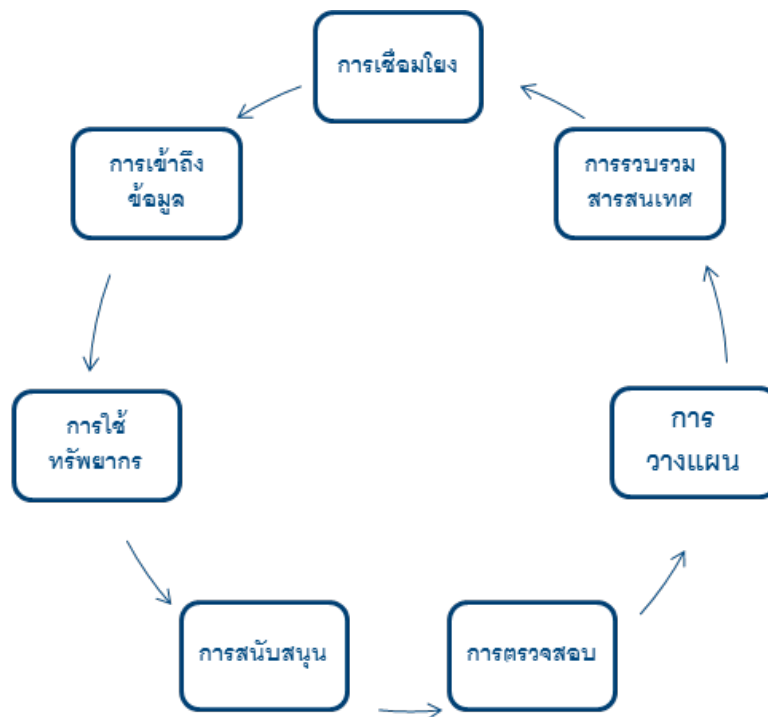 การเชื่อมโยง
การเข้าถึง
ข้อมูล
การรวบรวม
สารสนเทศ
การใช้
ทรัพยากร
การ
วางแผน
การสนับสนุน
การตรวจสอบ